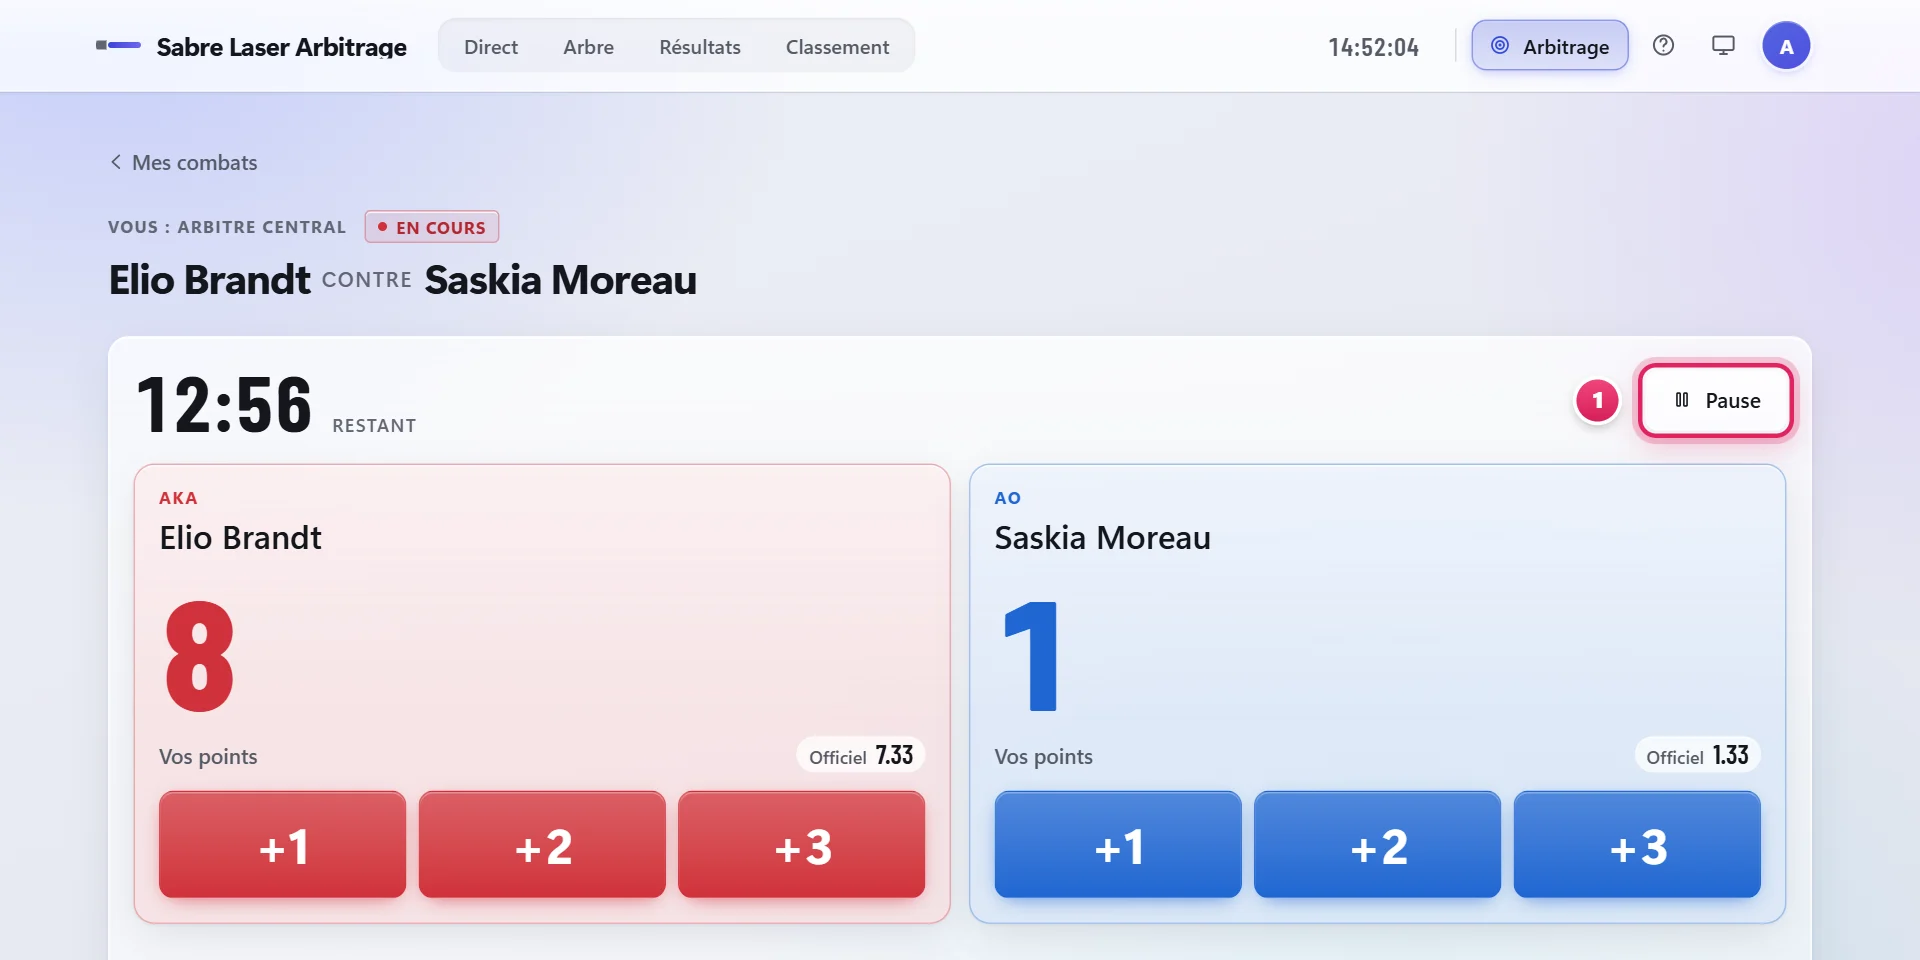 Sabre Laser Arbitrage
Direct
Arbre
Résultats
Classement
14:52:04
Arbitrage
A
Mes combats
VOUS : ARBITRE CENTRAL
EN COURS
Elio Brandt CONTRE Saskia Moreau
12:56 RESTANT
1
Pause
AKA
Elio Brandt
8
Vos points
Officiel 7.33
+1
+2
+3
AO
Saskia Moreau
1
Vos points
Officiel 1.33
+1
+2
+3